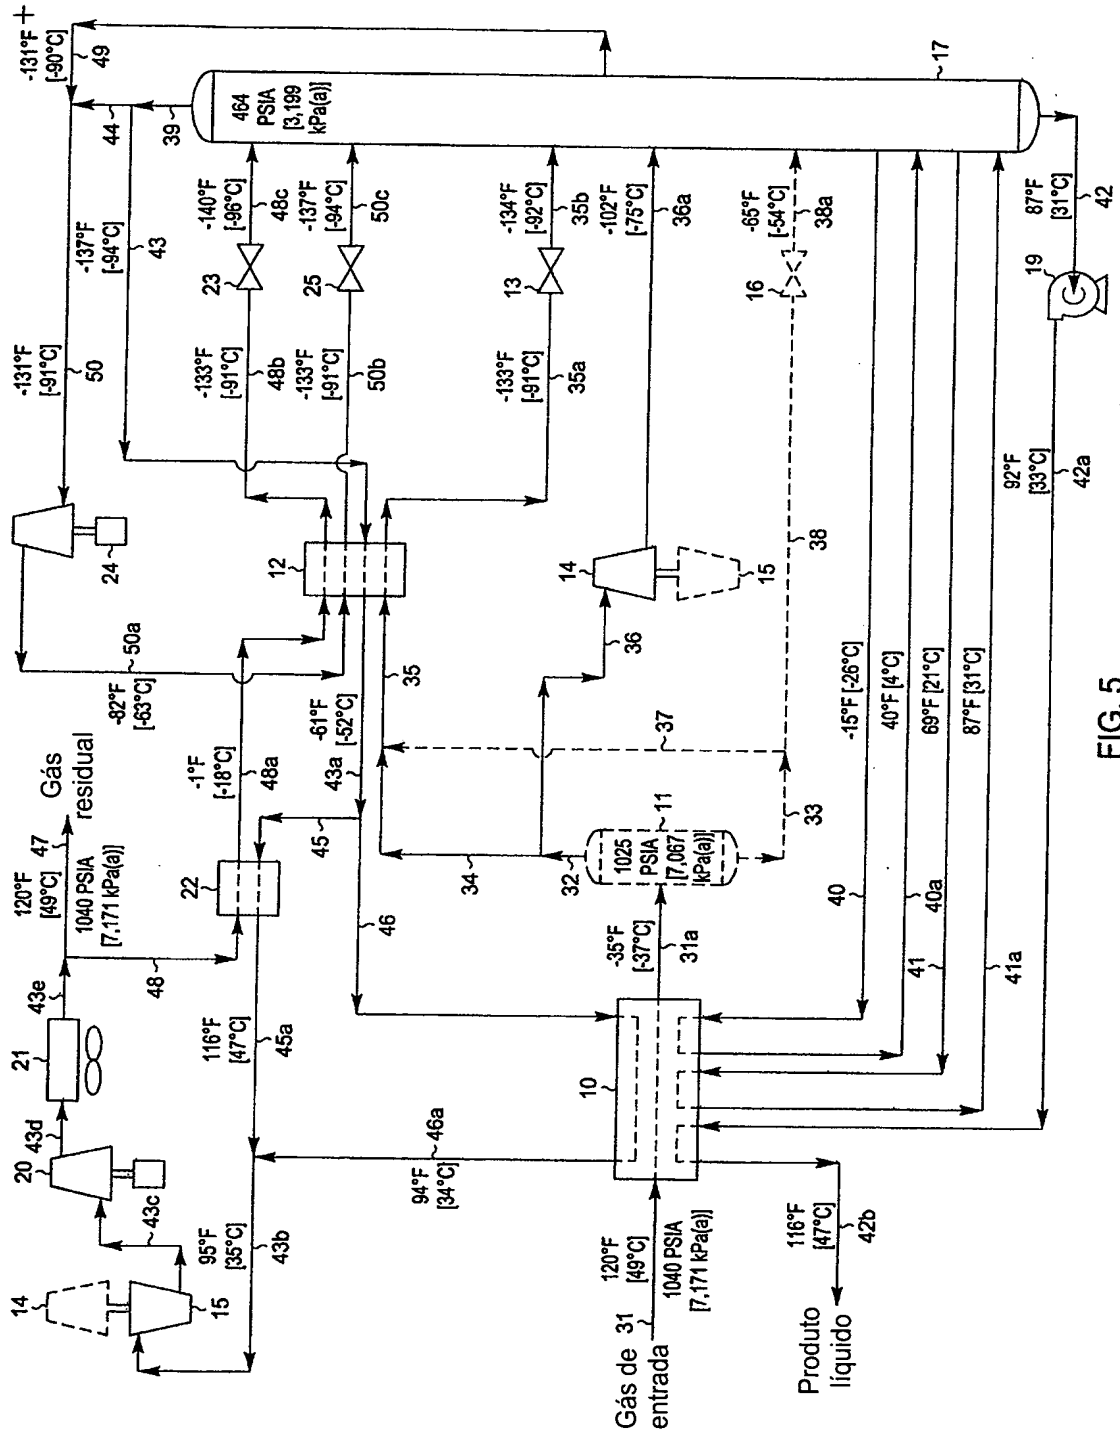 Gás de
entrada
31
120°F
[49°C]
1040 PSIA
[7,171 kPa(a)]
10
-35°F
[-37°C]
31a
11
1025
PSIA
[7,067
kPa(a)]
32
33
34
35
36
37
38
14
15
-102°F
[-75°C]
36a
16
-65°F
[-54°C]
38a
12
-133°F
[-91°C]
35a
13
-134°F
[-92°C]
35b
-133°F
[-91°C]
50b
25
-137°F
[-94°C]
50c
-133°F
[-91°C]
48b
23
-140°F
[-96°C]
48c
464
PSIA
[3,199
kPa(a)]
17
39
44
-137°F
[-94°C]
43
-131°F
[-90°C]
49
-131°F
[-91°C]
50
24
50a
-82°F
[-63°C]
-61°F
[-52°C]
43a
45
46
22
-1°F
[-18°C]
48a
48
116°F
[47°C]
45a
94°F
[34°C]
46a
95°F
[35°C]
43b
14
15
43c
20
43d
21
43e
120°F
[49°C]
47
1040 PSIA
[7,171 kPa(a)]
Gás
residual
-15°F [-26°C]
40
40°F [4°C]
40a
69°F [21°C]
41
87°F [31°C]
41a
87°F
[31°C]
42
19
92°F
[33°C]
42a
116°F
[47°C]
42b
Produto
líquido
FIG. 5